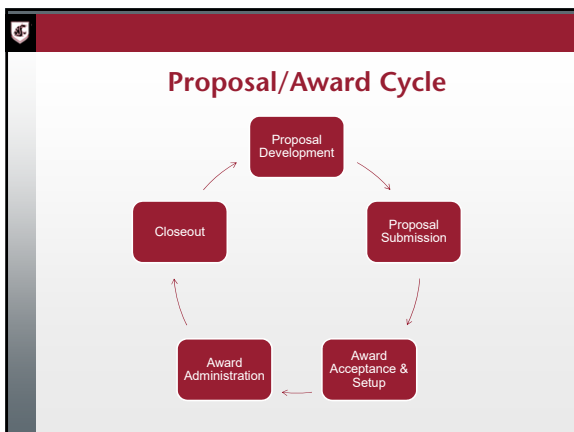 Proposal/Award Cycle
Proposal
Development
Proposal
Submission
Award
Acceptance &
Setup
Award
Administration
Closeout